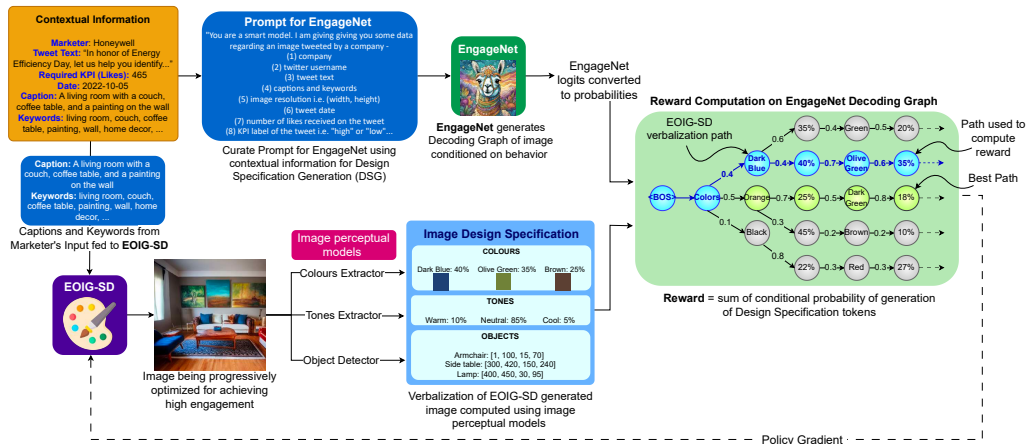 Contextual Information
Marketer: Honeywell
Tweet Text: "In honor of Energy
Efficiency Day, let us help you identify..."
Required KPI (Likes): 465
Date: 2022-10-05
Caption: A living room with a couch,
coffee table, and a painting on the wall
Keywords: living room, couch, coffee
table, painting, wall, home decor, ...
Prompt for EngageNet
"You are a smart model. I am giving giving you some data
regarding an image tweeted by a company -
(1) company
(2) twitter username
(3) tweet text
(4) captions and keywords
(5) image resolution i.e. (width, height)
(6) tweet date
(7) number of likes received on the tweet
(8) KPI label of the tweet i.e. "high" or "low"...
Curate Prompt for EngageNet using
contextual information for Design
Specification Generation (DSG)
EngageNet
EngageNet generates
Decoding Graph of image
conditioned on behavior
EngageNet
logits converted
to probabilities
Reward Computation on EngageNet Decoding Graph
EOIG-SD
verbalization path
Path used to
compute
reward
Best Path
<BOS>
Colors
0.4
0.5
0.1
Dark
Blue
Orange
Black
0.6
0.4
0.7
0.3
0.8
35%
0.4
Green
0.5
20%
40%
0.7
Olive
Green
0.6
35%
25%
0.5
Dark
Green
0.8
18%
45%
0.2
Brown
0.2
10%
22%
0.3
Red
0.3
27%
Reward = sum of conditional probability of generation
of Design Specification tokens
Caption: A living room with a
couch, coffee table, and a painting
on the wall
Keywords: living room, couch,
coffee table, painting, wall, home
decor, ...
Captions and Keywords from
Marketer's Input fed to EOIG-SD
EOIG-SD
Image being progressively
optimized for achieving
high engagement
Image perceptual
models
Colours Extractor
Tones Extractor
Object Detector
Image Design Specification
COLOURS
Dark Blue: 40%
Olive Green: 35%
Brown: 25%
TONES
Warm: 10%
Neutral: 85%
Cool: 5%
OBJECTS
Armchair: [1, 100, 15, 70]
Side table: [300, 420, 150, 240]
Lamp: [400, 450, 30, 95]
Verbalization of EOIG-SD generated
image computed using image
perceptual models
Policy Gradient